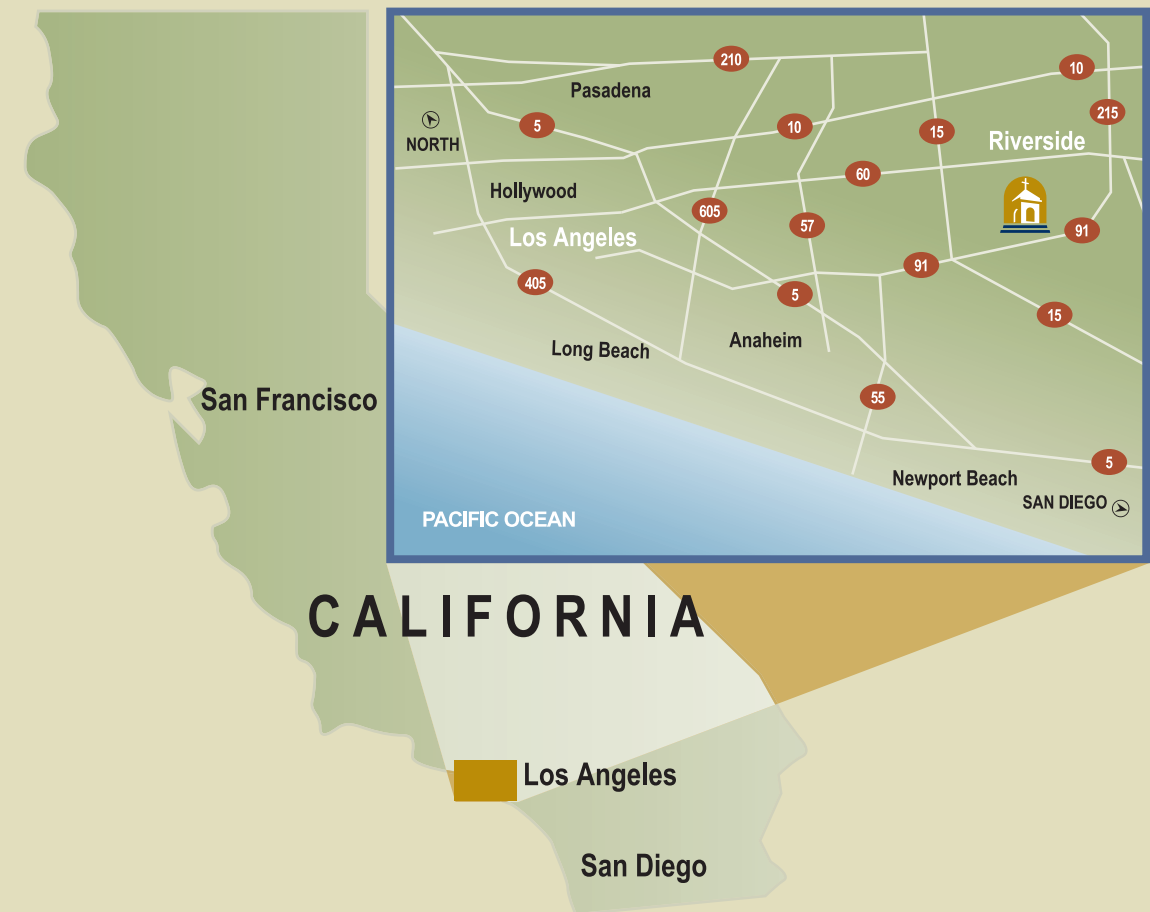 210
10
Pasadena
215
5
10
15
NORTH
Riverside
60
Hollywood
605
57
91
Los Angeles
91
405
5
15
Anaheim
Long Beach
San Francisco
55
5
Newport Beach
SAN DIEGO
PACIFIC OCEAN
CALIFORNIA
Los Angeles
San Diego